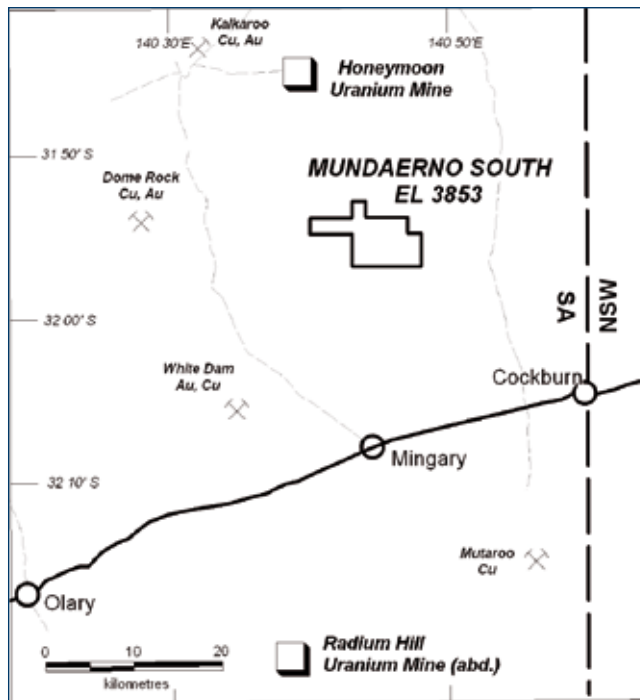 Kalkaroo
Cu, Au
140 30'E
140 50'E
Honeymoon
Uranium Mine
31 50' S
Dome Rock
Cu, Au
MUNDAERNO SOUTH
EL 3853
32 00' S
SA
NSW
White Dam
Au, Cu
Cockburn
Mingary
32 10' S
Mutaroo
Cu
Olary
Radium Hill
Uranium Mine (abd.)
0 10 20
kilometres